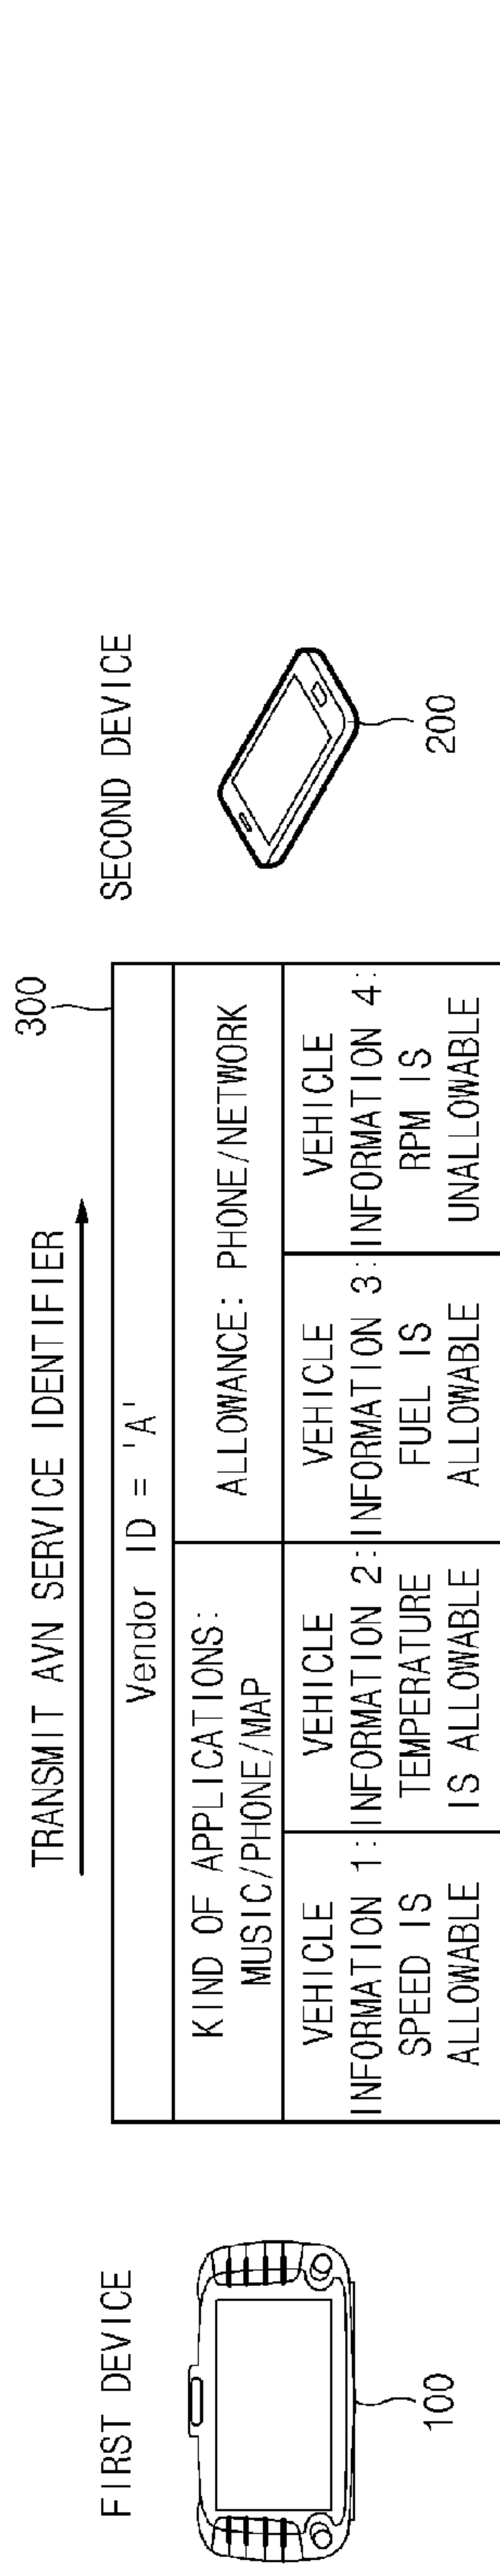 TRANSMIT AVN SERVICE IDENTIFIER
300
FIRST DEVICE
SECOND DEVICE
Vendor ID = 'A'
KIND OF APPLICATIONS:
MUSIC/PHONE/MAP
ALLOWANCE: PHONE/NETWORK
VEHICLE
INFORMATION 1:
SPEED IS
ALLOWABLE
VEHICLE
INFORMATION 2:
TEMPERATURE
IS ALLOWABLE
VEHICLE
INFORMATION 3:
FUEL IS
ALLOWABLE
VEHICLE
INFORMATION 4:
RPM IS
UNALLOWABLE
100
200